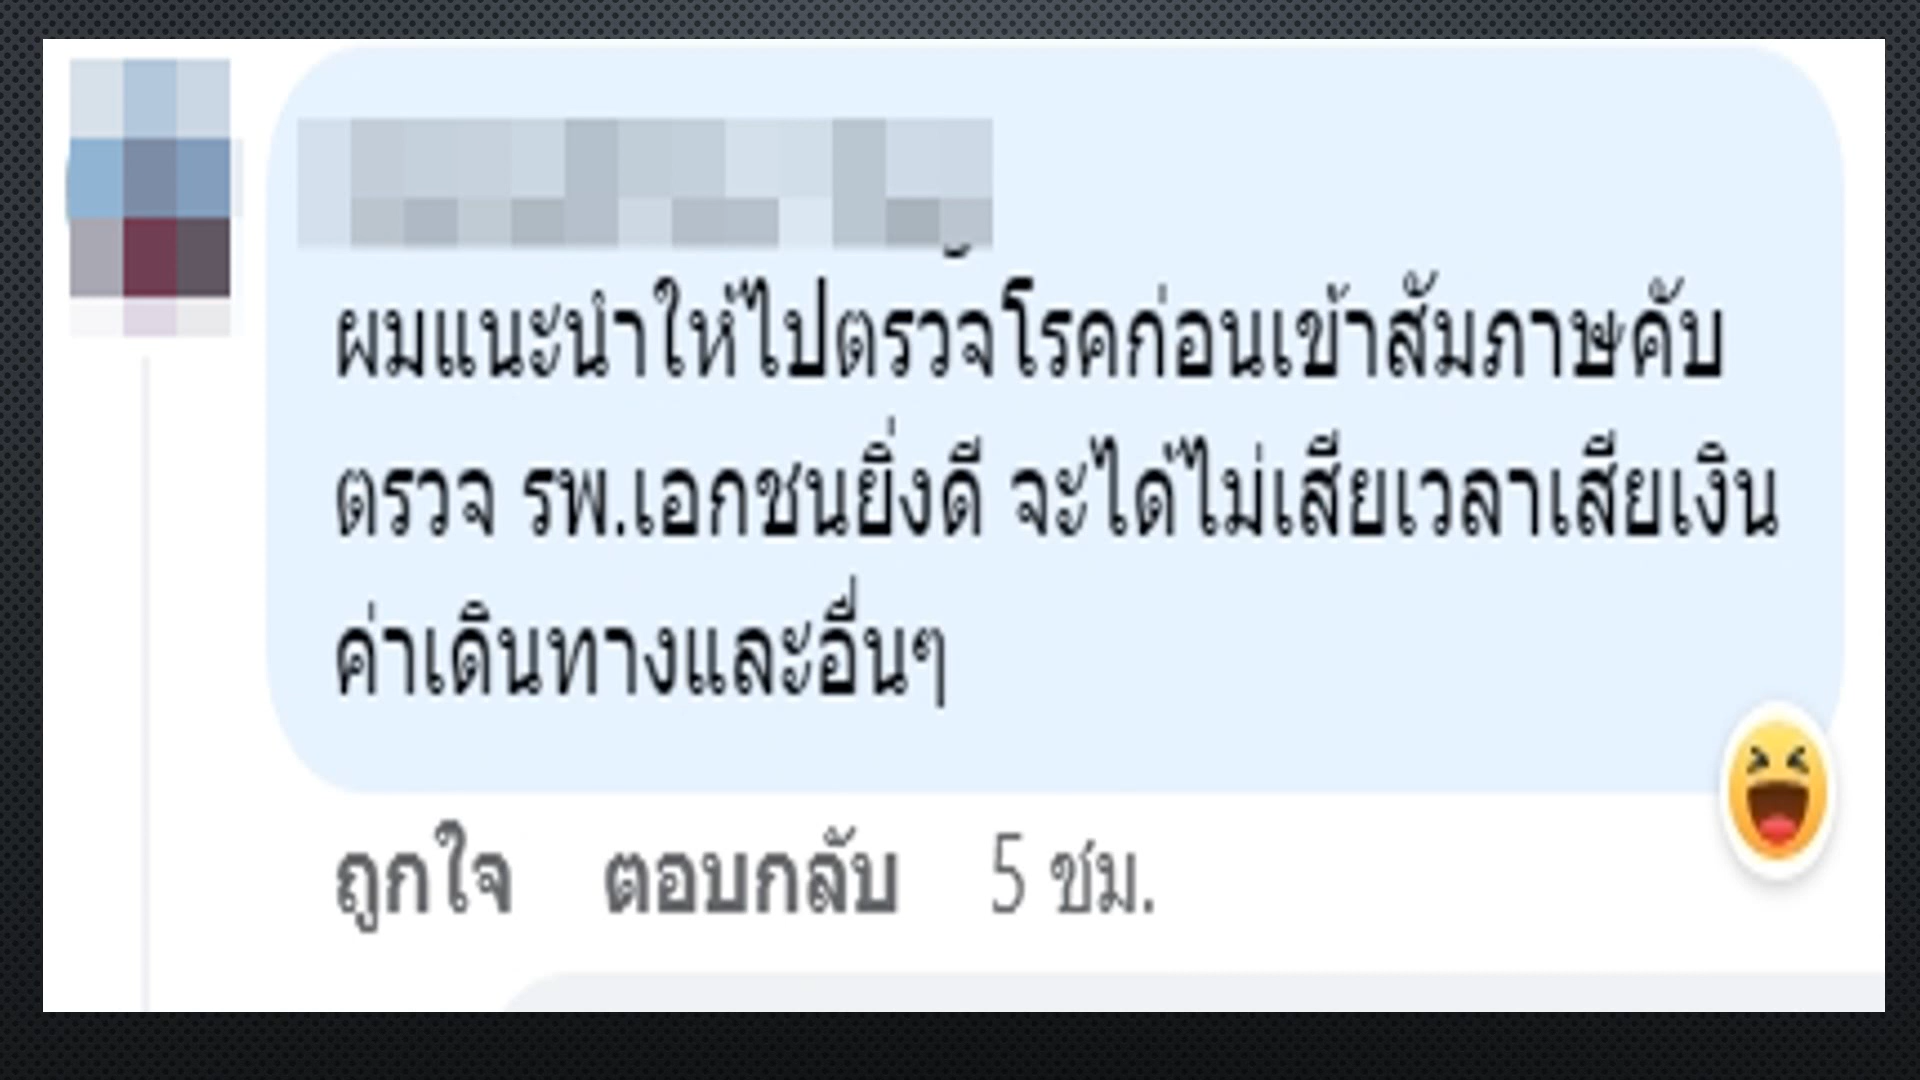 ผมแนะนำให้ไปตรวจโรคก่อนเข้าสัมภาษคับ
ตรวจ รพ.เอกชนยิ่งดี จะได้ไม่เสียเวลาเสียเงิน
ค่าเดินทางและอื่นๆ
ถูกใจ ตอบกลับ 5 ชม.